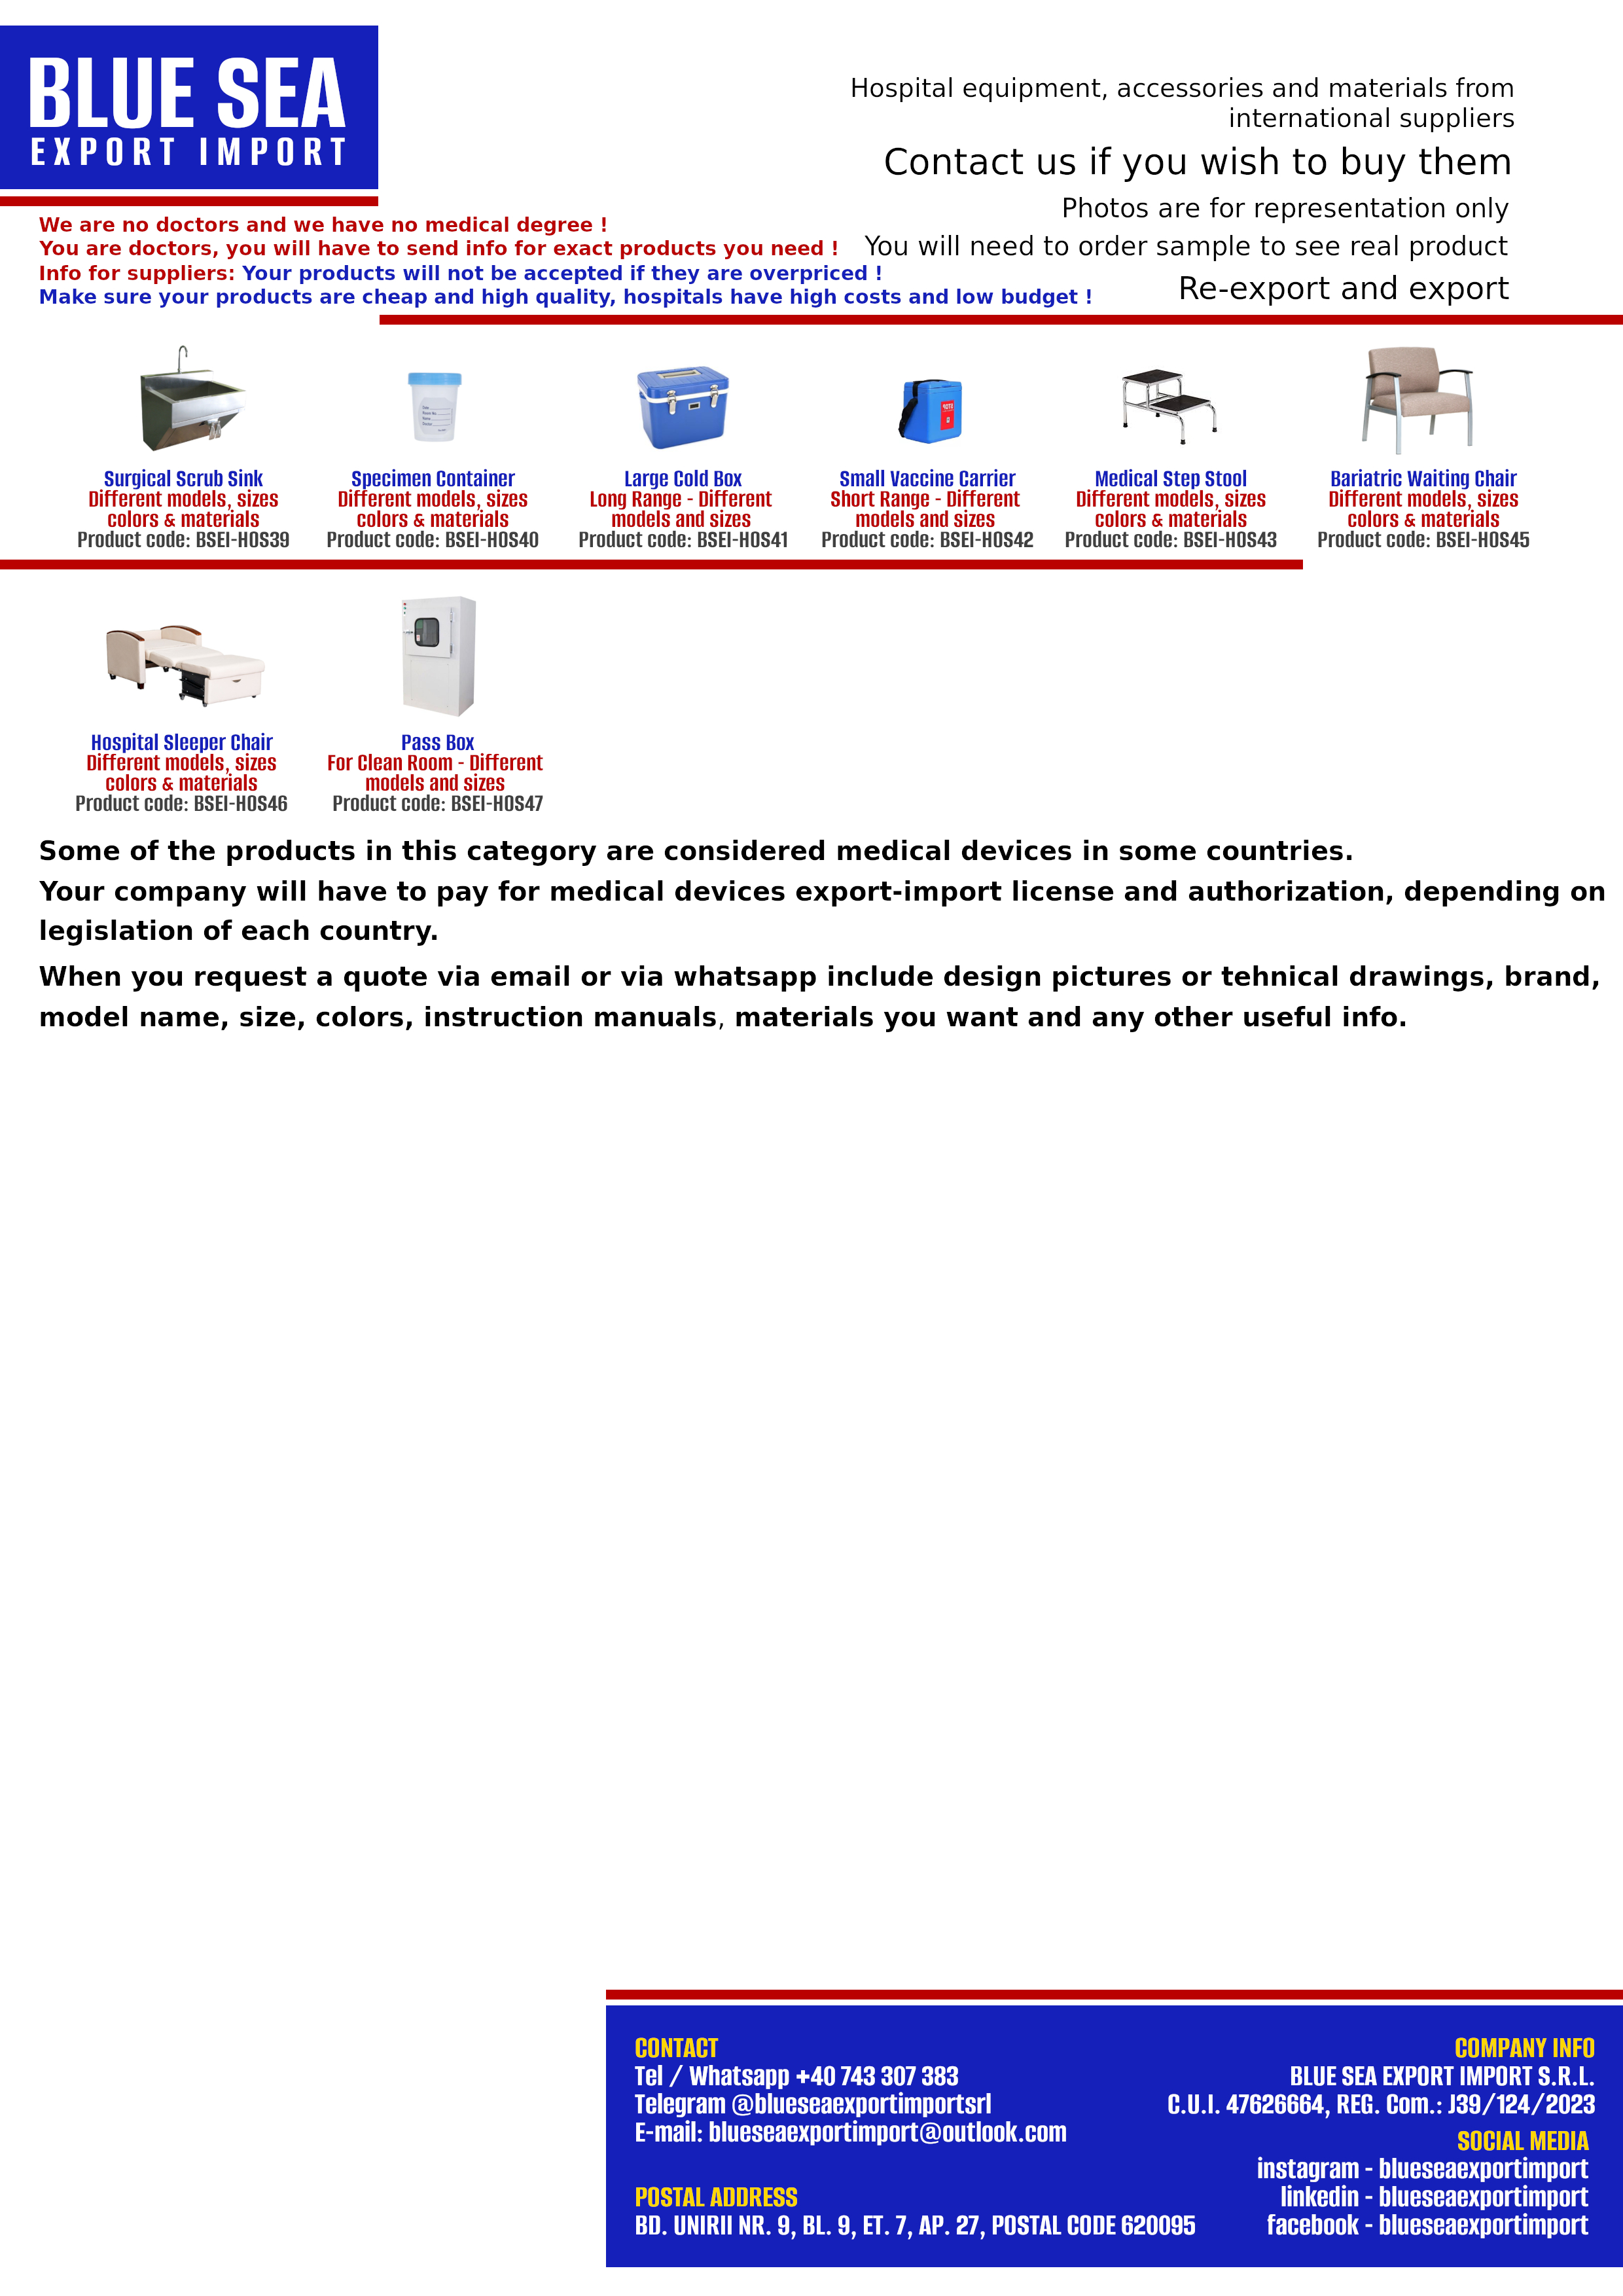 BLUE SEA
EXPORT IMPORT
Hospital equipment, accessories and materials from
international suppliers
Contact us if you wish to buy them
Photos are for representation only
You will need to order sample to see real product
Re-export and export
We are no doctors and we have no medical degree !
You are doctors, you will have to send info for exact products you need !
Info for suppliers: Your products will not be accepted if they are overpriced !
Make sure your products are cheap and high quality, hospitals have high costs and low budget !
Surgical Scrub Sink
Different models, sizes
colors & materials
Product code: BSEI-HOS39
Specimen Container
Different models, sizes
colors & materials
Product code: BSEI-HOS40
Large Cold Box
Long Range - Different
models and sizes
Product code: BSEI-HOS41
Small Vaccine Carrier
Short Range - Different
models and sizes
Product code: BSEI-HOS42
Medical Step Stool
Different models, sizes
colors & materials
Product code: BSEI-HOS43
Bariatric Waiting Chair
Different models, sizes
colors & materials
Product code: BSEI-HOS45
Hospital Sleeper Chair
Different models, sizes
colors & materials
Product code: BSEI-HOS46
Pass Box
For Clean Room - Different
models and sizes
Product code: BSEI-HOS47
Some of the products in this category are considered medical devices in some countries.
Your company will have to pay for medical devices export-import license and authorization, depending on
legislation of each country.
When you request a quote via email or via whatsapp include design pictures or tehnical drawings, brand,
model name, size, colors, instruction manuals, materials you want and any other useful info.
CONTACT
Tel / Whatsapp +40 743 307 383
Telegram @blueseaexportimportsrl
E-mail: blueseaexportimport@outlook.com
POSTAL ADDRESS
BD. UNIRII NR. 9, BL. 9, ET. 7, AP. 27, POSTAL CODE 620095
COMPANY INFO
BLUE SEA EXPORT IMPORT S.R.L.
C.U.I. 47626664, REG. Com.: J39/124/2023
SOCIAL MEDIA
instagram - blueseaexportimport
linkedin - blueseaexportimport
facebook - blueseaexportimport